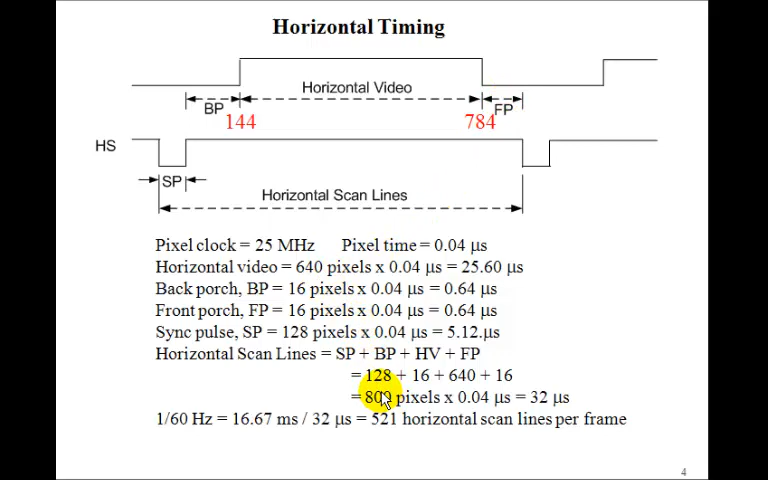 Horizontal Timing
Horizontal Video
BP
FP
144
784
HS
SP
Horizontal Scan Lines
Pixel clock = 25 MHz Pixel time = 0.04 µs
Horizontal video = 640 pixels x 0.04 µs = 25.60 µs
Back porch, BP = 16 pixels x 0.04 µs = 0.64 µs
Front porch, FP = 16 pixels x 0.04 µs = 0.64 µs
Sync pulse, SP = 128 pixels x 0.04 µs = 5.12.µs
Horizontal Scan Lines = SP + BP + HV + FP
= 128 + 16 + 640 + 16
= 800 pixels x 0.04 µs = 32 µs
1/60 Hz = 16.67 ms / 32 µs = 521 horizontal scan lines per frame
4